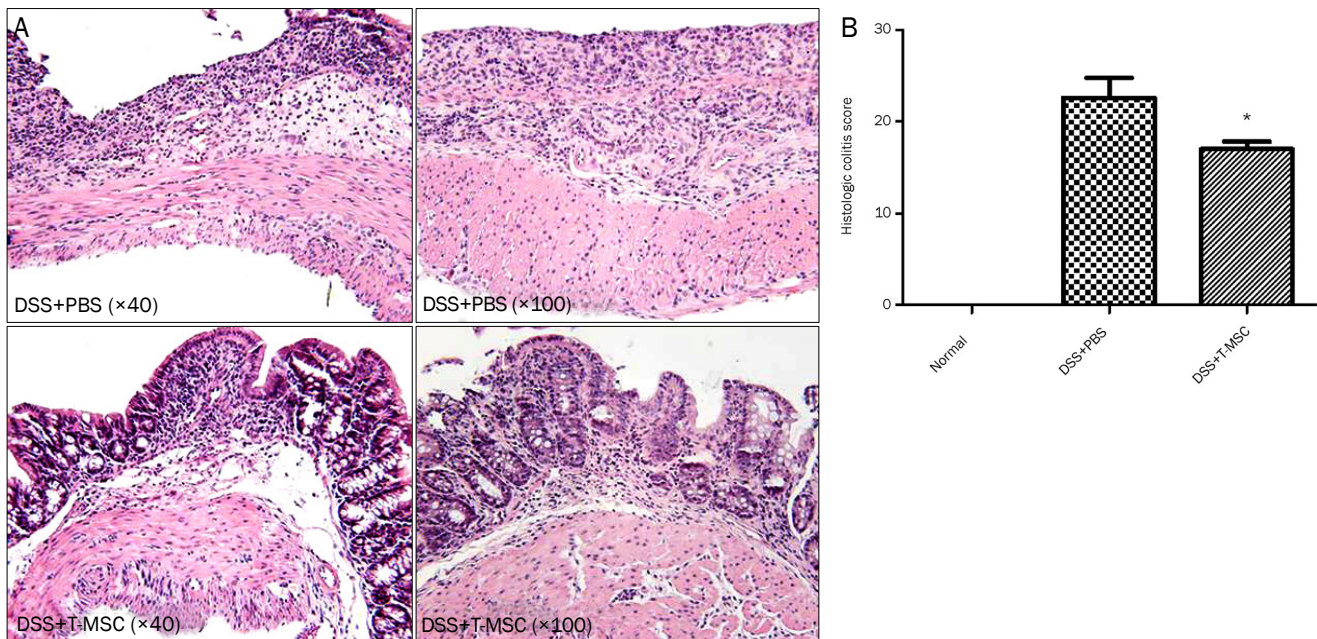 A
DSS+PBS (×40)
DSS+PBS (×100)
DSS+T-MSC (×40)
DSS+T-MSC (×100)
B
Histologic colitis score
30
20
10
0
*
Normal
DSS+PBS
DSS+T-MSC